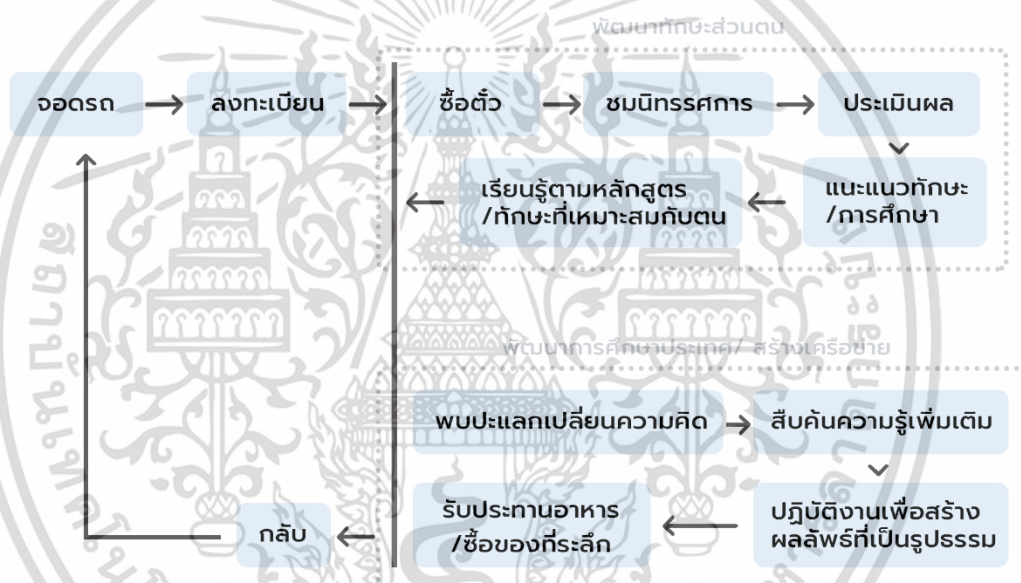 พัฒนาทักษะส่วนตน
จอดรถ
ลงทะเบียน
ซื้อตั๋ว
ชมนิทรรศการ
ประเมินผล
เรียนรู้ตามหลักสูตร
/ทักษะที่เหมาะสมกับตน
แนะแนวทักษะ
/การศึกษา
พัฒนาการศึกษาประเทศ/ สร้างเครือข่าย
พบปะแลกเปลี่ยนความคิด
สืบค้นความรู้เพิ่มเติม
กลับ
รับประทานอาหาร
/ซื้อของที่ระลึก
ปฏิบัติงานเพื่อสร้าง
ผลลัพธ์ที่เป็นรูปธรรม